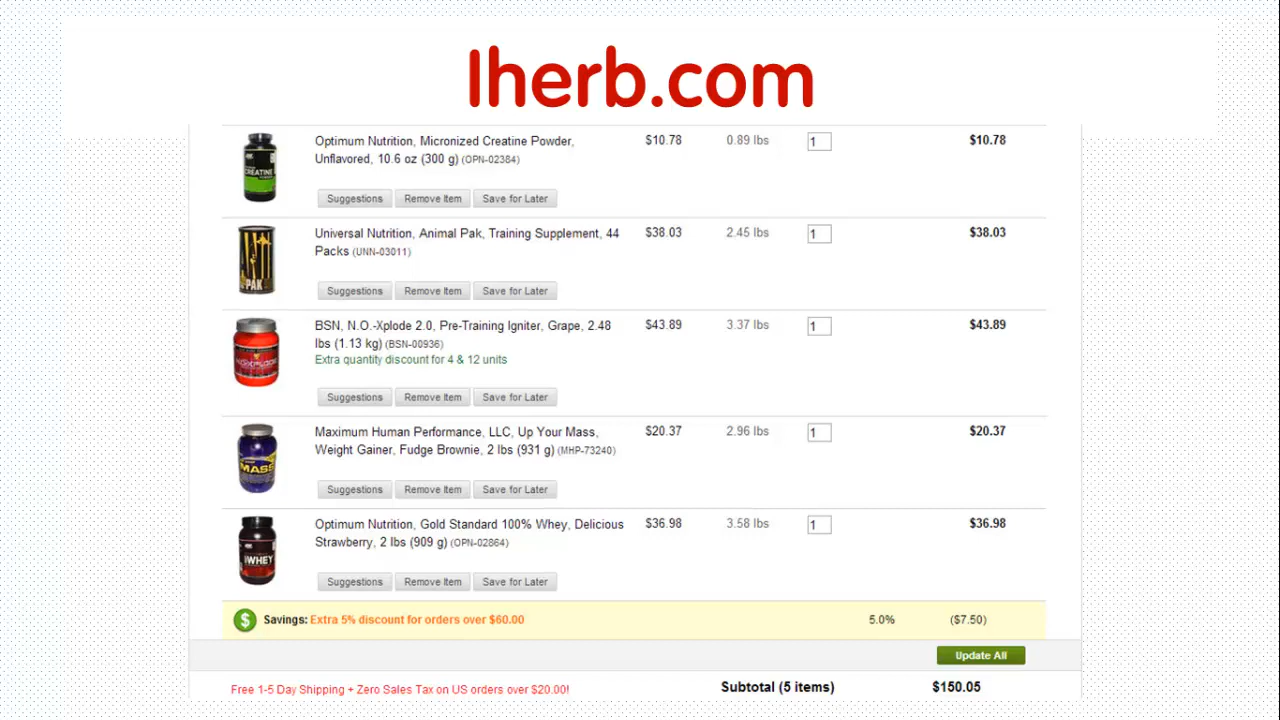 Iherb.com
Optimum Nutrition, Micronized Creatine Powder, $10.78 0.89 lbs 1 $10.78
Unflavored, 10.6 oz (300 g) (OPN-02384)
Suggestions Remove Item Save for Later
Universal Nutrition, Animal Pak, Training Supplement, 44 $38.03 2.45 lbs 1 $38.03
Packs (UNN-03011)
Suggestions Remove Item Save for Later
BSN, N.O.-Xplode 2.0, Pre-Training Igniter, Grape, 2.48 $43.89 3.37 lbs 1 $43.89
lbs (1.13 kg) (BSN-00936)
Extra quantity discount for 4 & 12 units
Suggestions Remove Item Save for Later
Maximum Human Performance, LLC, Up Your Mass, $20.37 2.96 lbs 1 $20.37
Weight Gainer, Fudge Brownie, 2 lbs (931 g) (MHP-73240)
Suggestions Remove Item Save for Later
Optimum Nutrition, Gold Standard 100% Whey, Delicious $36.98 3.58 lbs 1 $36.98
Strawberry, 2 lbs (909 g) (OPN-02864)
Suggestions Remove Item Save for Later
$ Savings: Extra 5% discount for orders over $60.00 5.0% ($7.50)
Update All
Free 1-5 Day Shipping + Zero Sales Tax on US orders over $20.00! Subtotal (5 items) $150.05
CREATINE
PAK
MASS
WHEY